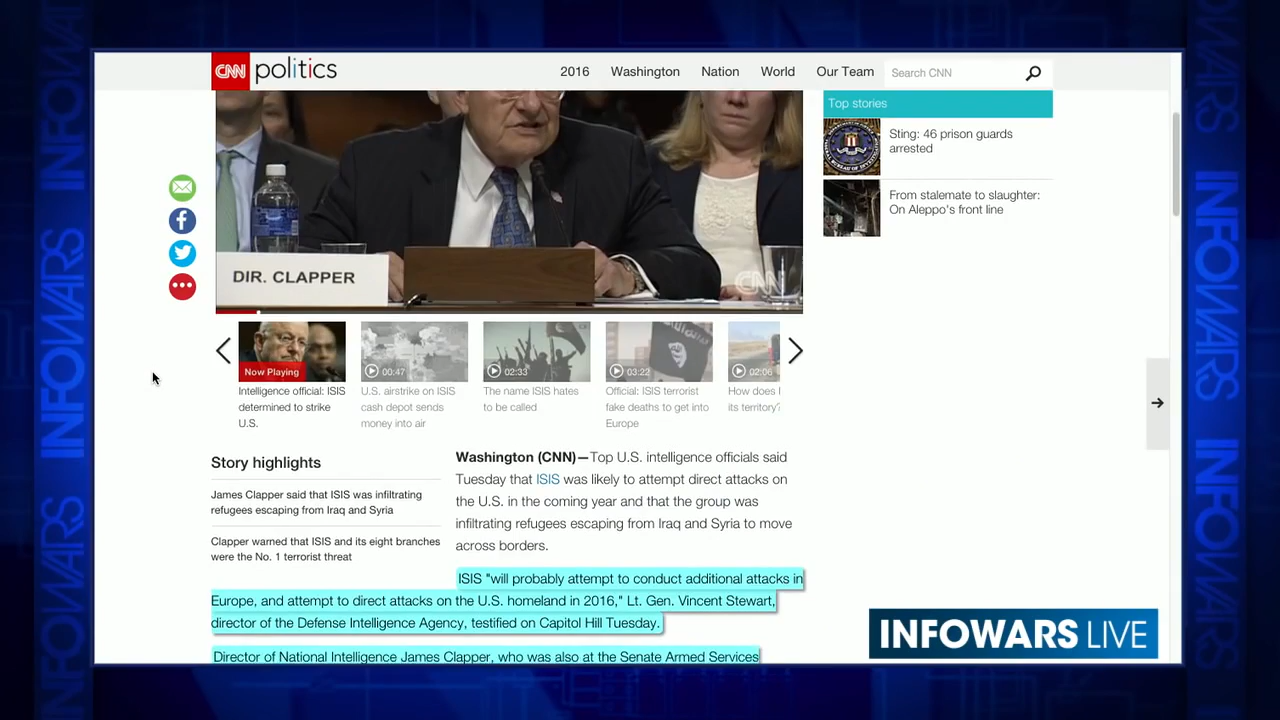 CNN politics
2016 Washington Nation World Our Team Search CNN
DIR. CLAPPER
CNN
Now Playing
Intelligence official: ISIS
determined to strike
U.S.
00:47
U.S. airstrike on ISIS
cash depot sends
money into air
02:33
The name ISIS hates
to be called
03:22
Official: ISIS terrorist
fake deaths to get into
Europe
02:06
How does
its territory?
Top stories
Sting: 46 prison guards
arrested
From stalemate to slaughter:
On Aleppo's front line
Story highlights
James Clapper said that ISIS was infiltrating
refugees escaping from Iraq and Syria
Clapper warned that ISIS and its eight branches
were the No. 1 terrorist threat
Washington (CNN)—Top U.S. intelligence officials said
Tuesday that ISIS was likely to attempt direct attacks on
the U.S. in the coming year and that the group was
infiltrating refugees escaping from Iraq and Syria to move
across borders.
ISIS "will probably attempt to conduct additional attacks in
Europe, and attempt to direct attacks on the U.S. homeland in 2016," Lt. Gen. Vincent Stewart,
director of the Defense Intelligence Agency, testified on Capitol Hill Tuesday.
Director of National Intelligence James Clapper, who was also at the Senate Armed Services
INFOWARS LIVE
INFOWARS
INFOWARS
INFOWARS
INFOWARS